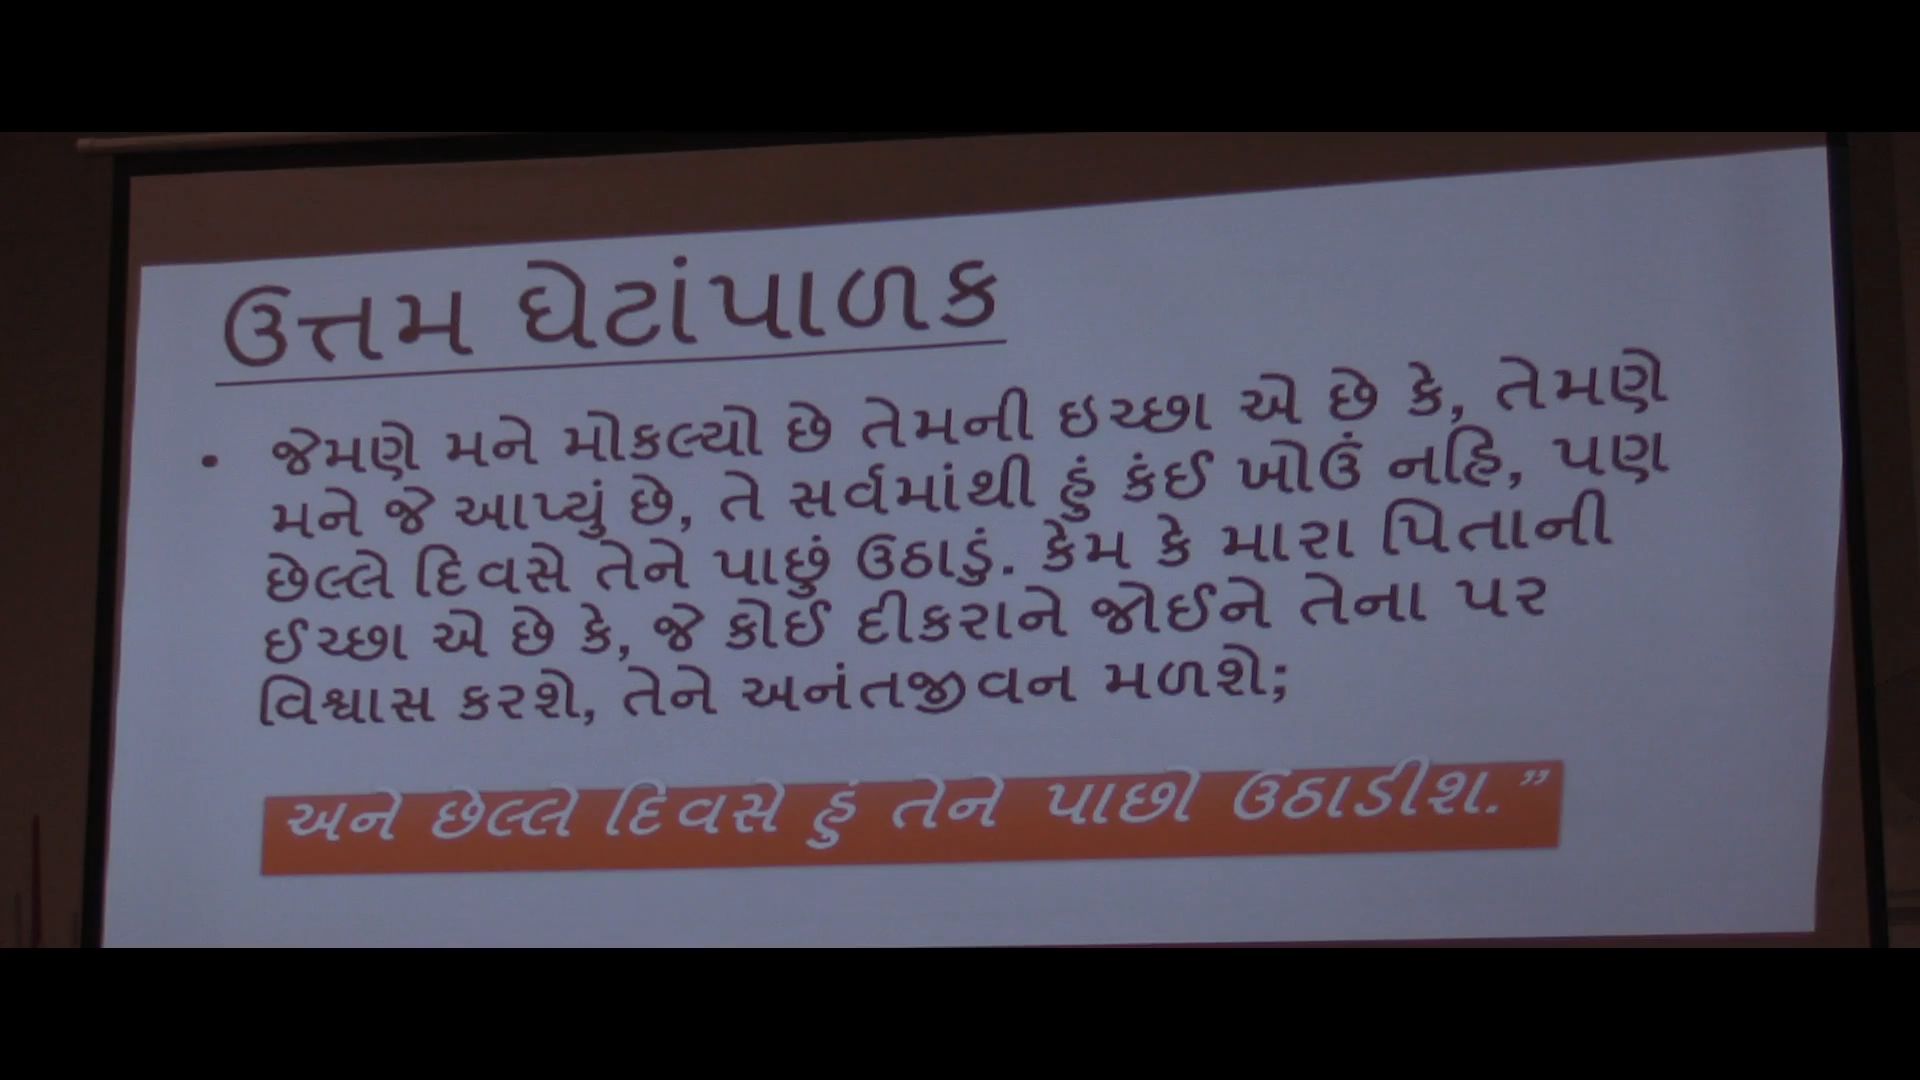 ઉત્તમ ઘેટાંપાળક
• જેમણે મને મોકલ્યો છે તેમની ઇચ્છા એ છે કે, તેમણે
મને જે આપ્યું છે, તે સર્વમાંથી હું કંઈ ખોઉં નહિ, પણ
છેલ્લે દિવસે તેને પાછું ઉઠાડું. કેમ કે મારા પિતાની
ઈચ્છા એ છે કે, જે કોઈ દીકરાને જોઈને તેના પર
વિશ્વાસ કરશે, તેને અનંતજીવન મળશે;
અને છેલ્લે દિવસે હું તેને પાછો ઉઠાડીશ.”